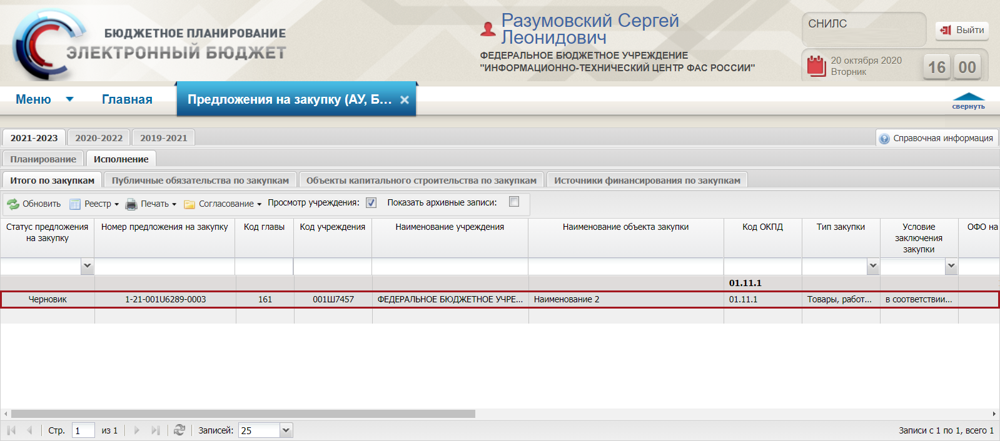 БЮДЖЕТНОЕ ПЛАНИРОВАНИЕ
ЭЛЕКТРОННЫЙ БЮДЖЕТ
Разумовский Сергей
Леонидович
ФЕДЕРАЛЬНОЕ БЮДЖЕТНОЕ УЧРЕЖДЕНИЕ
"ИНФОРМАЦИОННО-ТЕХНИЧЕСКИЙ ЦЕНТР ФАС РОССИИ"
СНИЛС
Выйти
20 октября 2020
Вторник
16 00
Меню Главная Предложения на закупку (АУ, Б...
свернуть
2021-2023 2020-2022 2019-2021 Справочная информация
Планирование Исполнение
Итого по закупкам Публичные обязательства по закупкам Объекты капитального строительства по закупкам Источники финансирования по закупкам
Обновить Реестр Печать Согласование Просмотр учреждения: Показать архивные записи:
Статус предложения на закупку Номер предложения на закупку Код главы Код учреждения Наименование учреждения Наименование объекта закупки Код ОКПД Тип закупки Условие заключения закупки ОФО на
01.11.1
Черновик 1-21-001U6289-0003 161 001Ш7457 ФЕДЕРАЛЬНОЕ БЮДЖЕТНОЕ УЧРЕ... Наименование 2 01.11.1 Товары, работ... в соответствии...
Стр. 1 из 1 Записей: 25 Записи с 1 по 1, всего 1